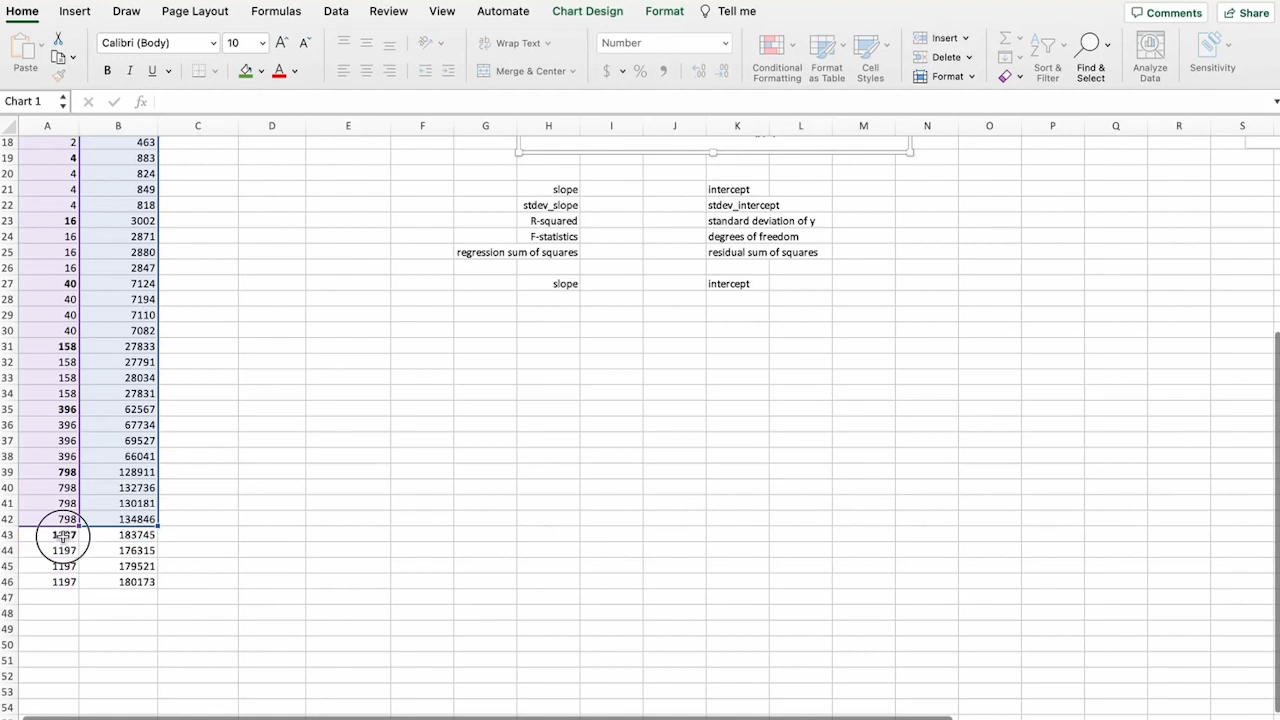 Home Insert Draw Page Layout Formulas Data Review View Automate Chart Design Format Tell me Comments Share
Calibri (Body) 10 Wrap Text Number Insert
Delete
B I U Merge & Center $ % Format
Paste Conditional Formatting Format as Table Cell Styles Sort & Filter Find & Select Analyze Data Sensitivity
Chart 1 fx
A B C D E F G H I J K L M N O P Q R S
18 2 463
19 4 883
20 4 824
21 4 849 slope intercept
22 4 818 stdev_slope stdev_intercept
23 16 3002 R-squared standard deviation of y
24 16 2871 F-statistics degrees of freedom
25 16 2880 regression sum of squares residual sum of squares
26 16 2847
27 40 7124 slope intercept
28 40 7194
29 40 7110
30 40 7082
31 158 27833
32 158 27791
33 158 28034
34 158 27831
35 396 62567
36 396 67734
37 396 69527
38 396 66041
39 798 128911
40 798 132736
41 798 130181
42 798 134846
43 1197 183745
44 1197 176315
45 1197 179521
46 1197 180173
47
48
49
50
51
52
53
54